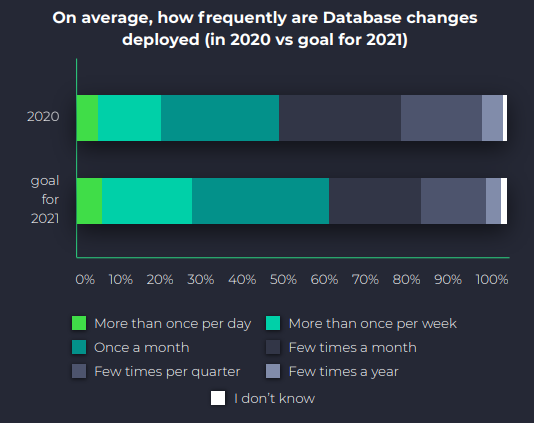 On average, how frequently are Database changes
deployed (in 2020 vs goal for 2021)
2020
goal
for
2021
0% 10% 20% 30% 40% 50% 60% 70% 80% 90% 100%
More than once per day More than once per week
Once a month Few times a month
Few times per quarter Few times a year
I don't know